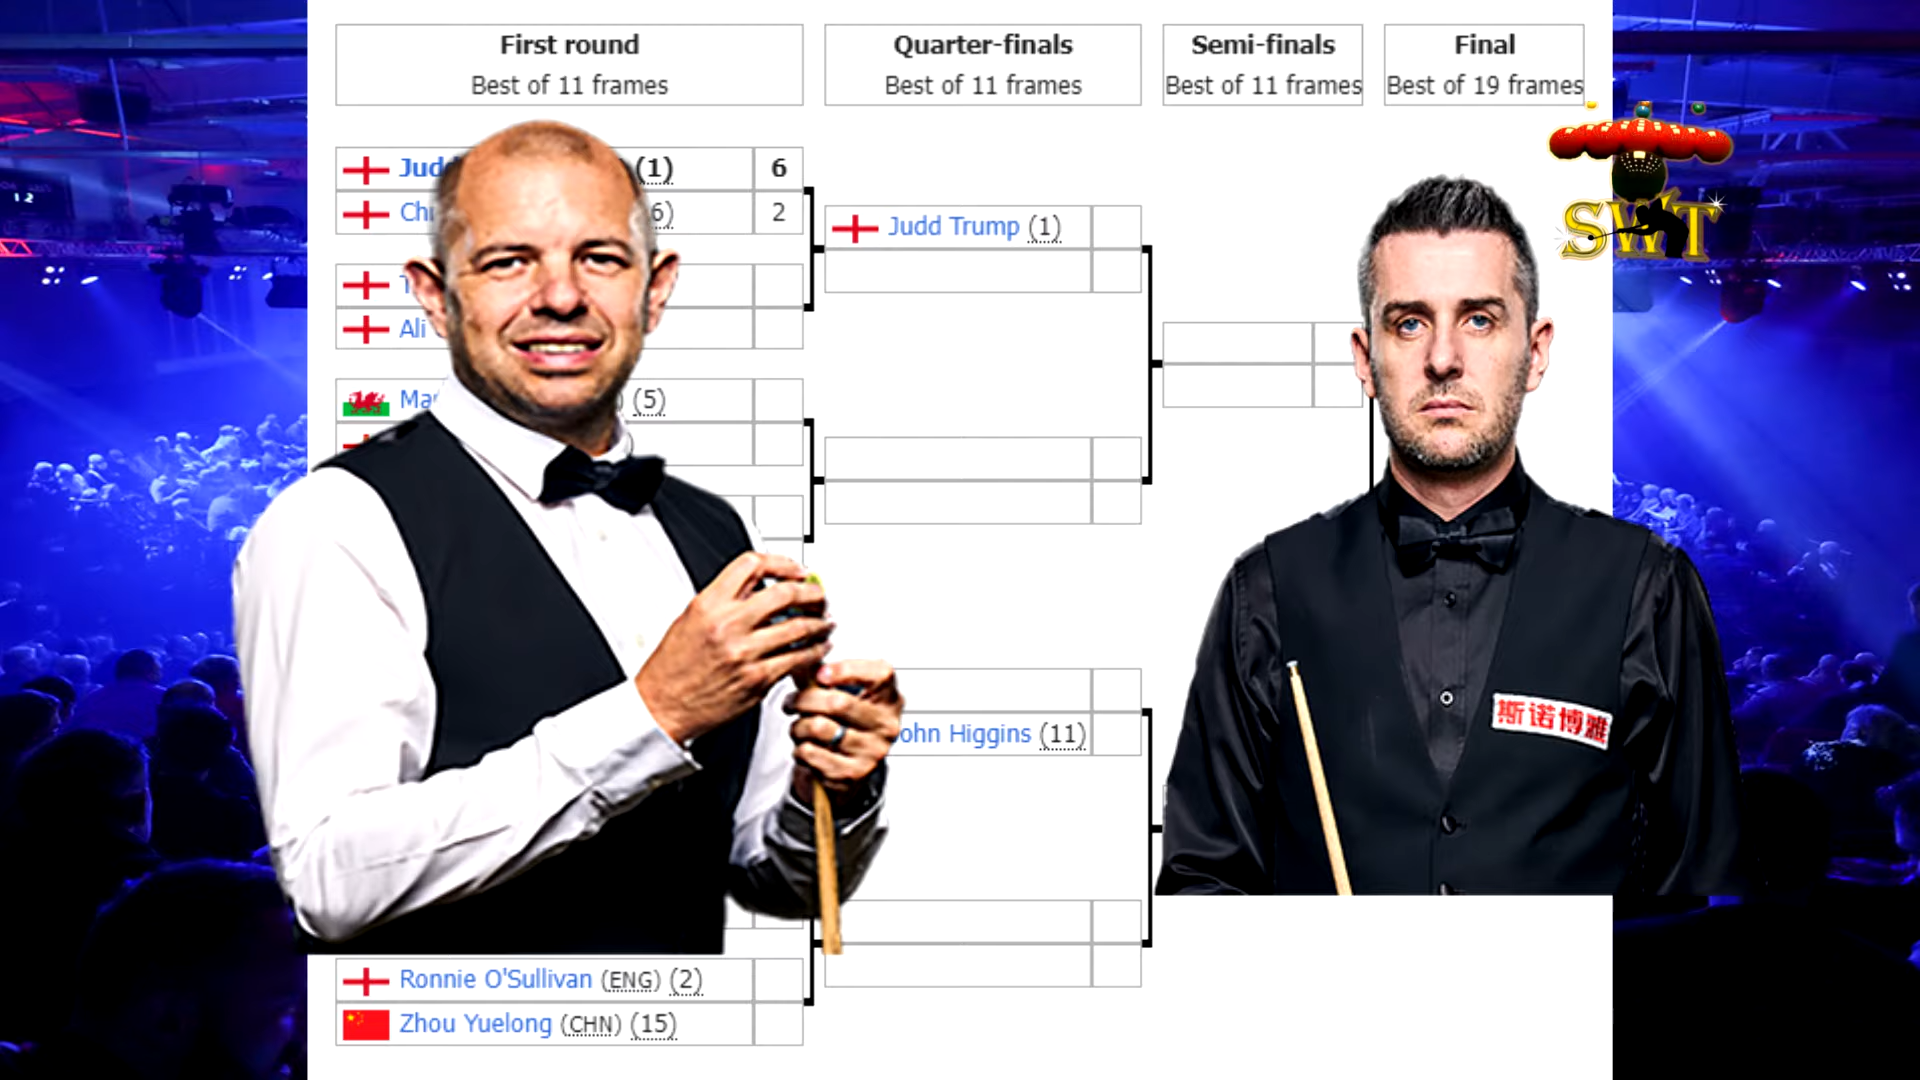 First round
Best of 11 frames
Quarter-finals
Best of 11 frames
Semi-finals
Best of 11 frames
Final
Best of 19 frames
(1) 6
2
Ali
(5)
Judd Trump (1)
John Higgins (11)
Ronnie O'Sullivan (ENG) (2)
Zhou Yuelong (CHN) (15)
SWT
斯诺博雅
12